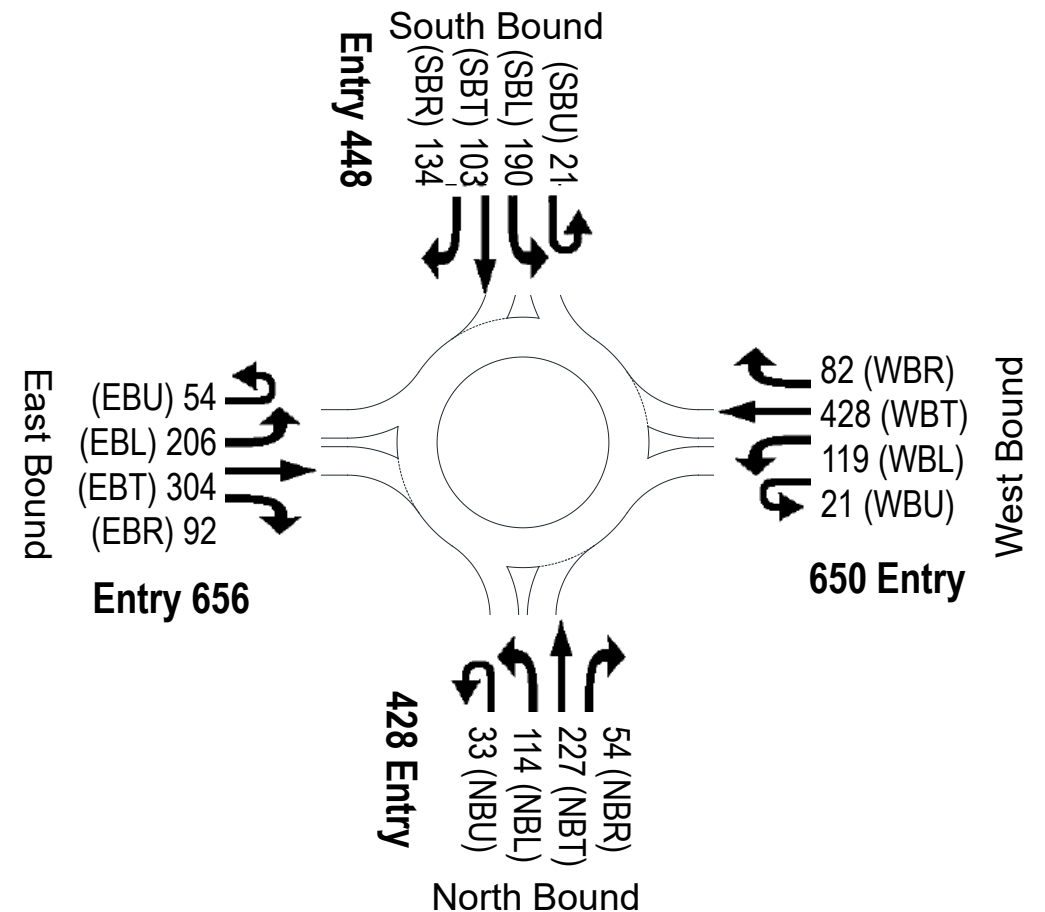 South Bound
Entry 448
(SBR) 134
(SBT) 103
(SBL) 190
(SBU) 21
East Bound
(EBU) 54
(EBL) 206
(EBT) 304
(EBR) 92
Entry 656
82 (WBR)
428 (WBT)
119 (WBL)
21 (WBU)
650 Entry
West Bound
428 Entry
33 (NBU)
114 (NBL)
227 (NBT)
54 (NBR)
North Bound